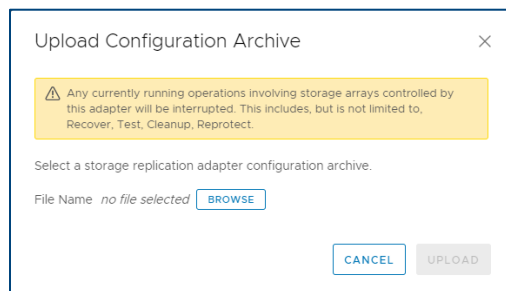 Upload Configuration Archive
Any currently running operations involving storage arrays controlled by
this adapter will be interrupted. This includes, but is not limited to,
Recover, Test, Cleanup, Reprotect.
Select a storage replication adapter configuration archive.
File Name no file selected BROWSE
CANCEL UPLOAD